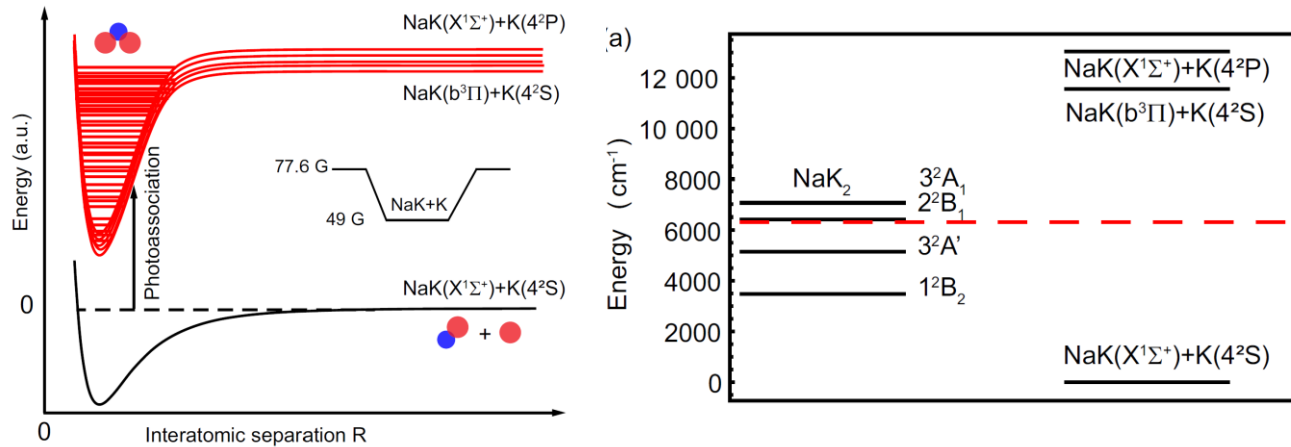 NaK(X¹Σ⁺)+K(4²P)
NaK(b³Π)+K(4²S)
Energy (a.u.)
Photoassociation
77.6 G
49 G
NaK+K
0
NaK(X¹Σ⁺)+K(4²S)
+
0
Interatomic separation R
(a)
Energy (cm⁻¹)
12 000
10 000
8000
6000
4000
2000
0
NaK(X¹Σ⁺)+K(4²P)
NaK(b³Π)+K(4²S)
NaK₂
3²A₁
2²B₁
3²A'
1²B₂
NaK(X¹Σ⁺)+K(4²S)